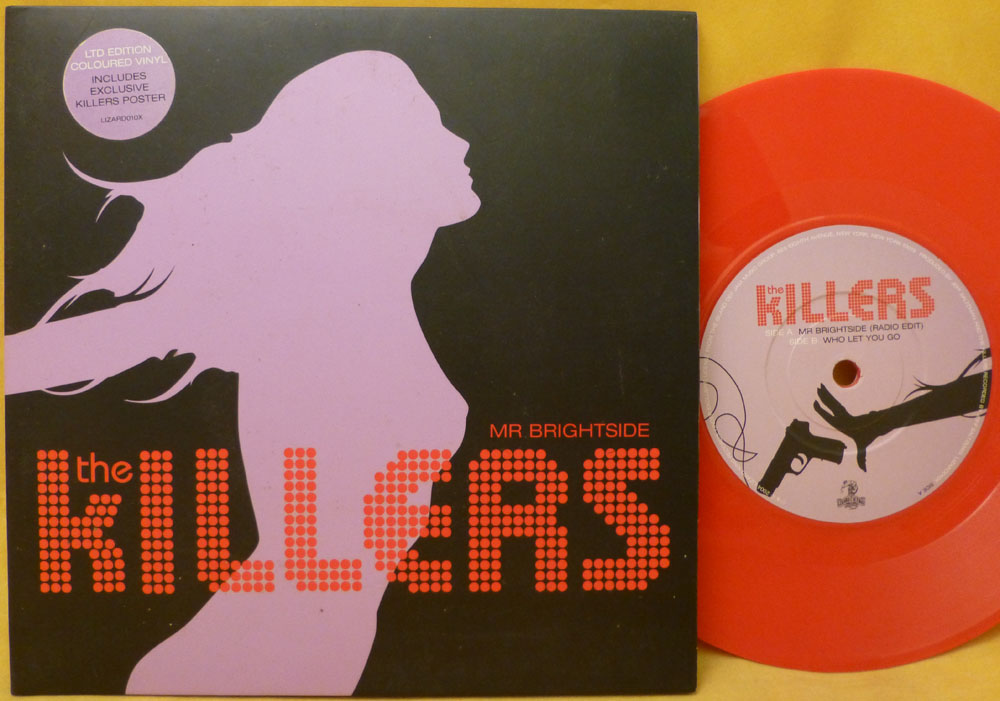 LTD EDITION
COLOURED VINYL
INCLUDES
EXCLUSIVE
KILLERS POSTER
LIZARD010X
MR BRIGHTSIDE
the
KILLERS
the
KILLERS
SIDE A MR BRIGHTSIDE (RADIO EDIT)
SIDE B WHO LET YOU GO
SIDE A